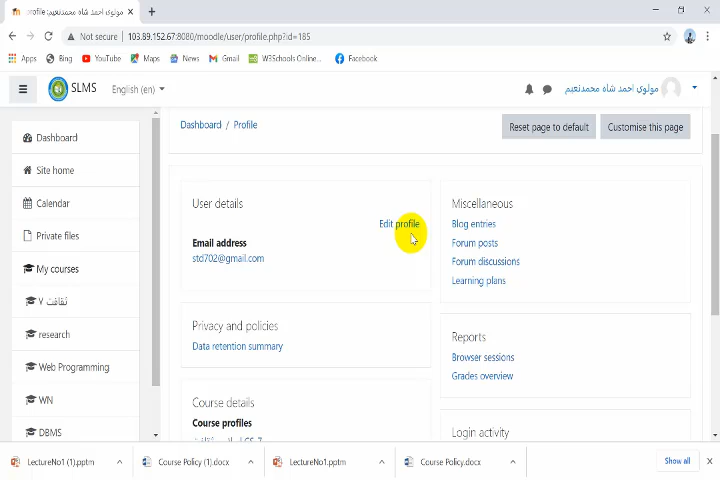 profile: مولوی احمد شاه محمدنعیم
Not secure | 103.89.152.67:8080/moodle/user/profile.php?id=185
Apps Bing YouTube Maps News Gmail W3Schools Online... Facebook
SLMS English (en) مولوی احمد شاه محمدنعیم
Dashboard / Profile Reset page to default Customise this page
Dashboard
Site home
Calendar
Private files
My courses
ثقافت ۷
research
Web Programming
WN
DBMS
User details
Edit profile
Email address
std702@gmail.com
Privacy and policies
Data retention summary
Course details
Course profiles
Miscellaneous
Blog entries
Forum posts
Forum discussions
Learning plans
Reports
Browser sessions
Grades overview
Login activity
LectureNo1 (1).pptm Course Policy (1).docx LectureNo1.pptm Course Policy.docx Show all